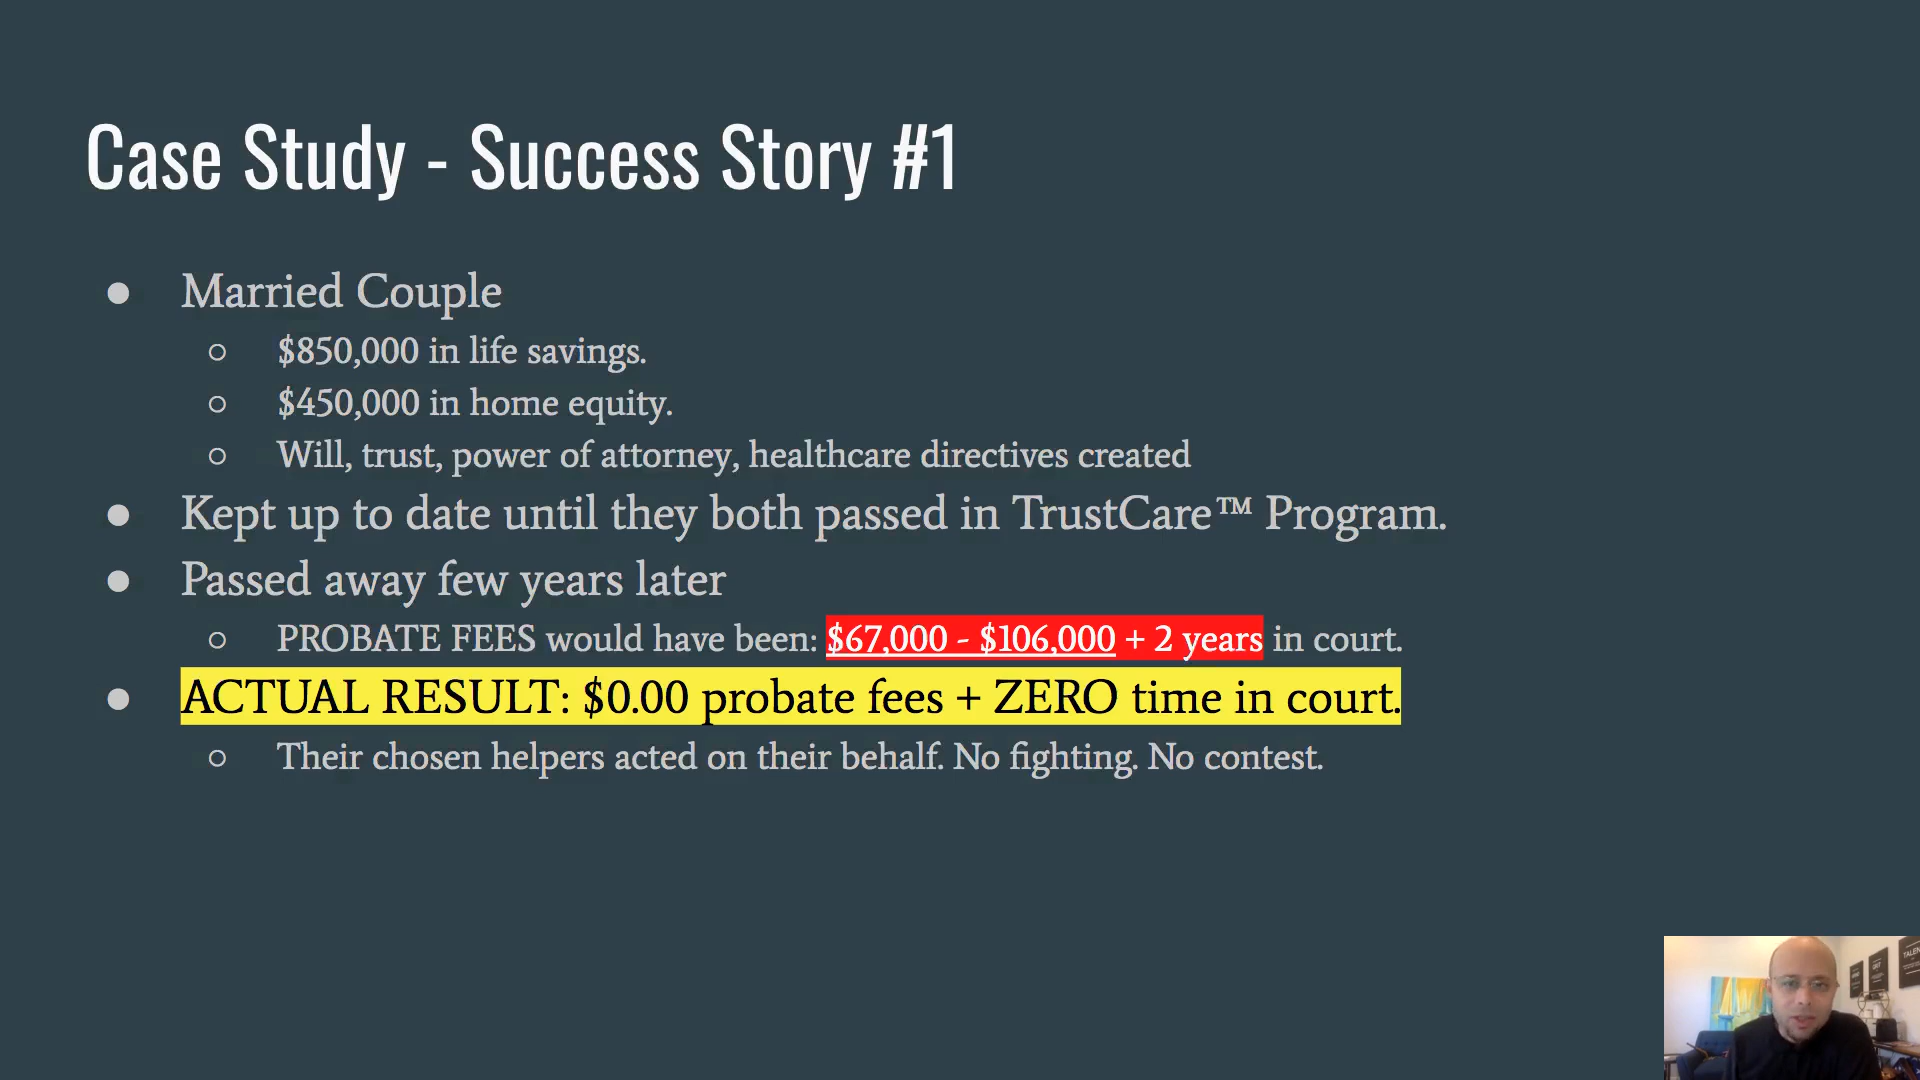 Case Study - Success Story #1
● Married Couple
○ $850,000 in life savings.
○ $450,000 in home equity.
○ Will, trust, power of attorney, healthcare directives created
● Kept up to date until they both passed in TrustCare™ Program.
● Passed away few years later
○ PROBATE FEES would have been: $67,000 - $106,000 + 2 years in court.
● ACTUAL RESULT: $0.00 probate fees + ZERO time in court.
○ Their chosen helpers acted on their behalf. No fighting. No contest.